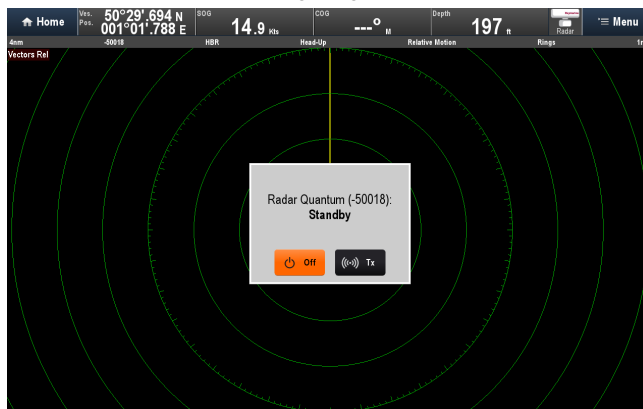 Home
Ves. Pos. 50°29'.694 N 001°01'.788 E
SOG 14.9 Kts
COG ---° M
Depth 197 ft
Radar
Menu
4nm -50018 HBR Head-Up Relative Motion Rings
Vectors Rel
Radar Quantum (-50018):
Standby
Off Tx